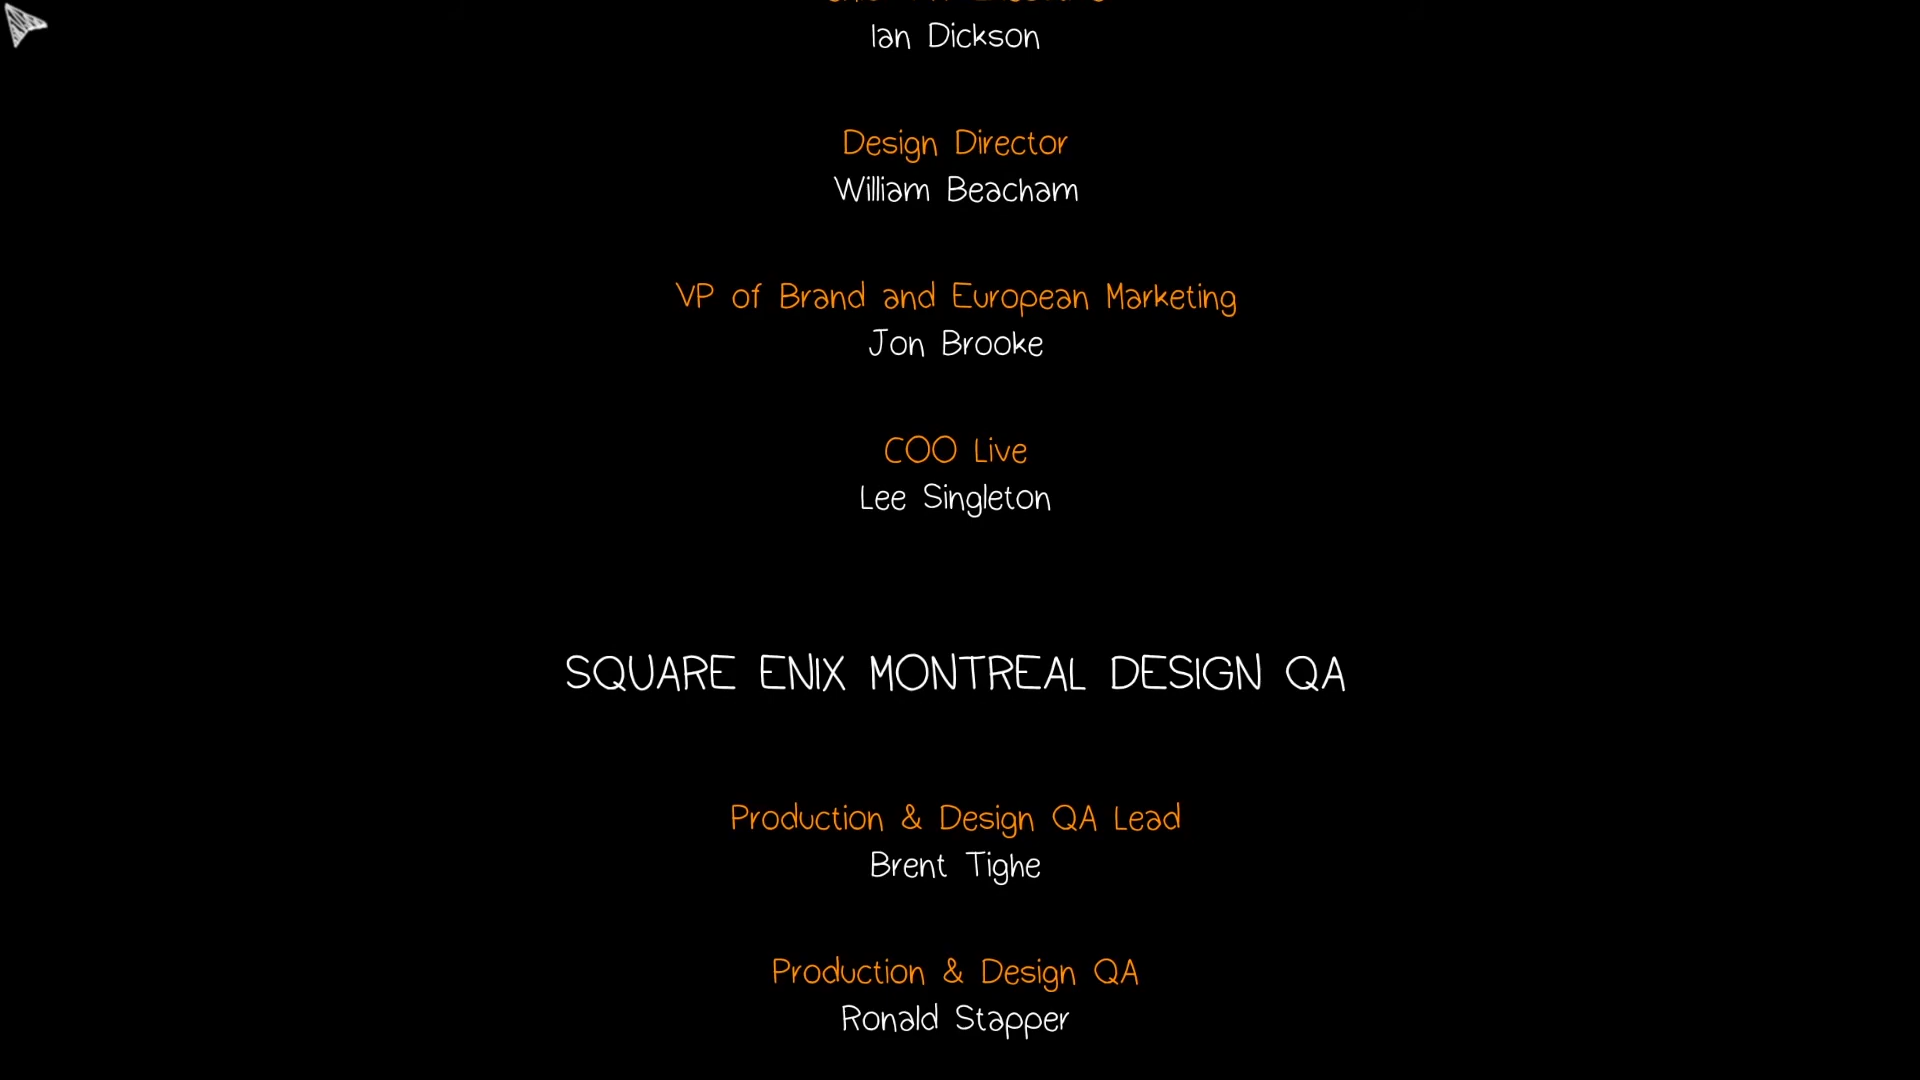 Ian Dickson
Design Director
William Beacham
VP of Brand and European Marketing
Jon Brooke
COO Live
Lee Singleton
SQUARE ENIX MONTREAL DESIGN QA
Production & Design QA Lead
Brent Tighe
Production & Design QA
Ronald Stapper